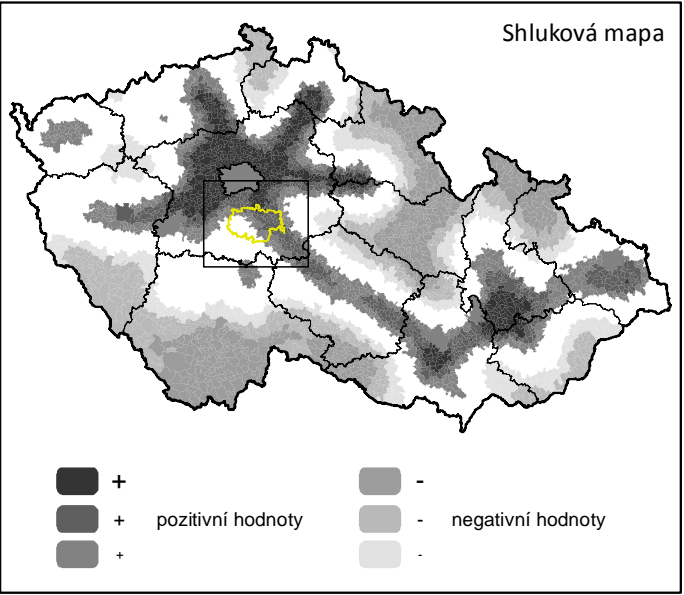 Shluková mapa
+ -
+ pozitivní hodnoty - negativní hodnoty
+ -